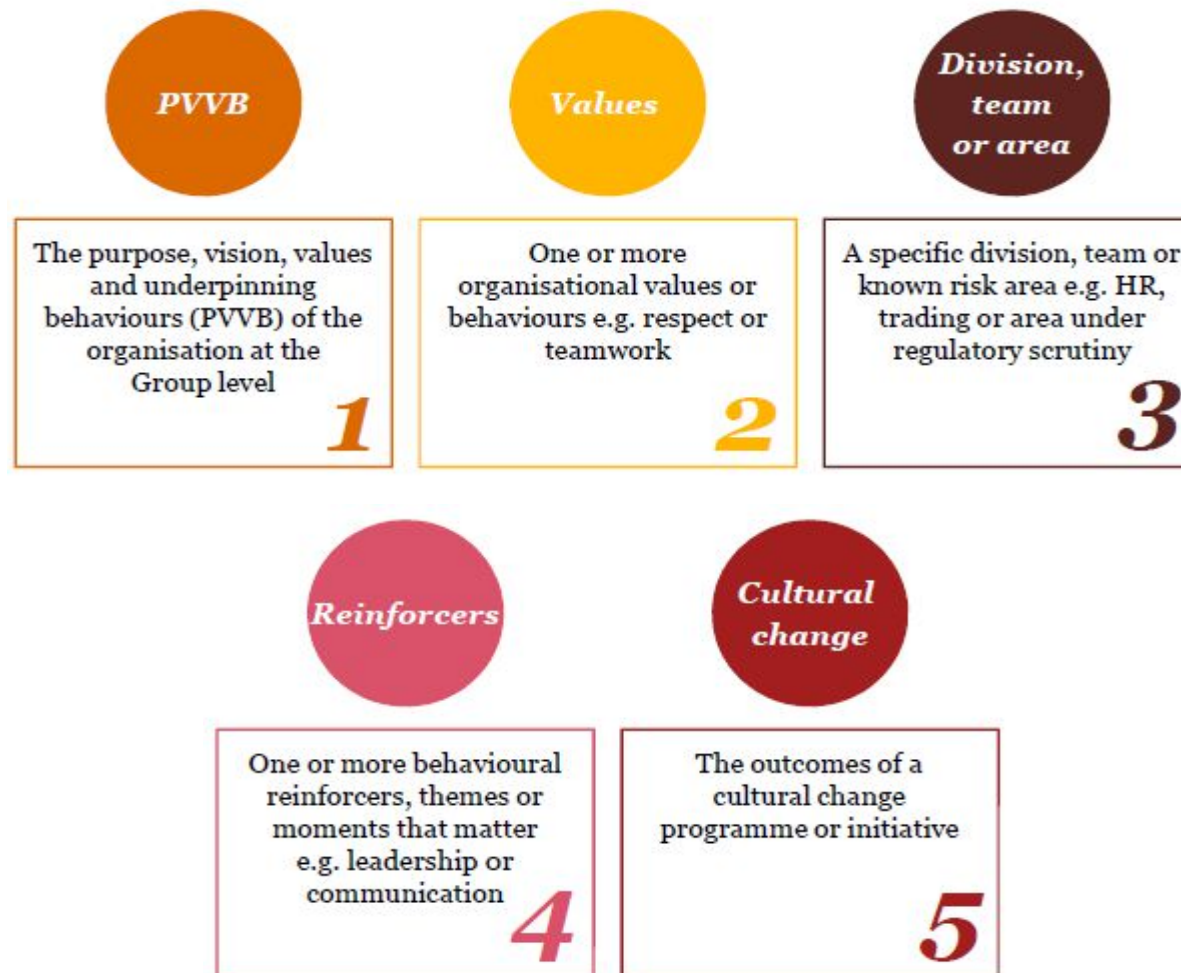 PVVB
The purpose, vision, values
and underpinning
behaviours (PVVB) of the
organisation at the
Group level
1
Values
One or more
organisational values or
behaviours e.g. respect or
teamwork
2
Division,
team
or area
A specific division, team or
known risk area e.g. HR,
trading or area under
regulatory scrutiny
3
Reinforcers
One or more behavioural
reinforcers, themes or
moments that matter
e.g. leadership or
communication
4
Cultural
change
The outcomes of a
cultural change
programme or initiative
5